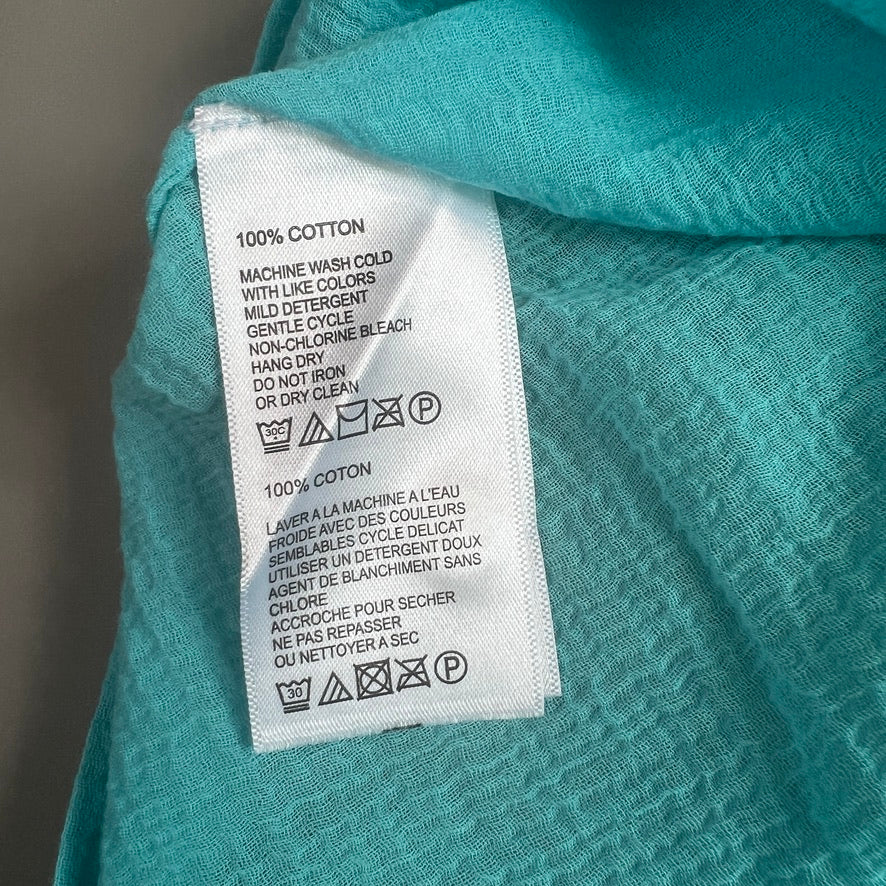 100% COTTON
MACHINE WASH COLD
WITH LIKE COLORS
MILD DETERGENT
GENTLE CYCLE
NON-CHLORINE BLEACH
HANG DRY
DO NOT IRON
OR DRY CLEAN
30C P
100% COTON
LAVER A LA MACHINE A L'EAU
FROIDE AVEC DES COULEURS
SEMBLABLES CYCLE DELICAT
UTILISER UN DETERGENT DOUX
AGENT DE BLANCHIMENT SANS
CHLORE
ACCROCHE POUR SECHER
NE PAS REPASSER
OU NETTOYER A SEC
30 P